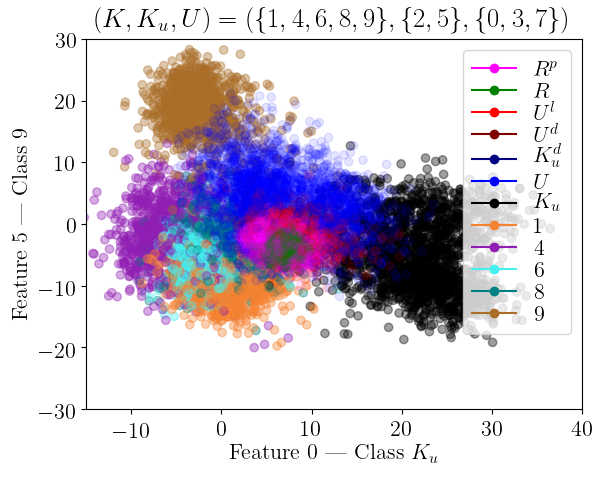 (K, K_u, U) = ({1, 4, 6, 8, 9}, {2, 5}, {0, 3, 7})
30
20
10
0
−10
−20
−30
Feature 5 — Class 9
R^p
R
U^l
U^d
K_u^d
U
K_u
1
4
6
8
9
−10 0 10 20 30 40
Feature 0 — Class K_u